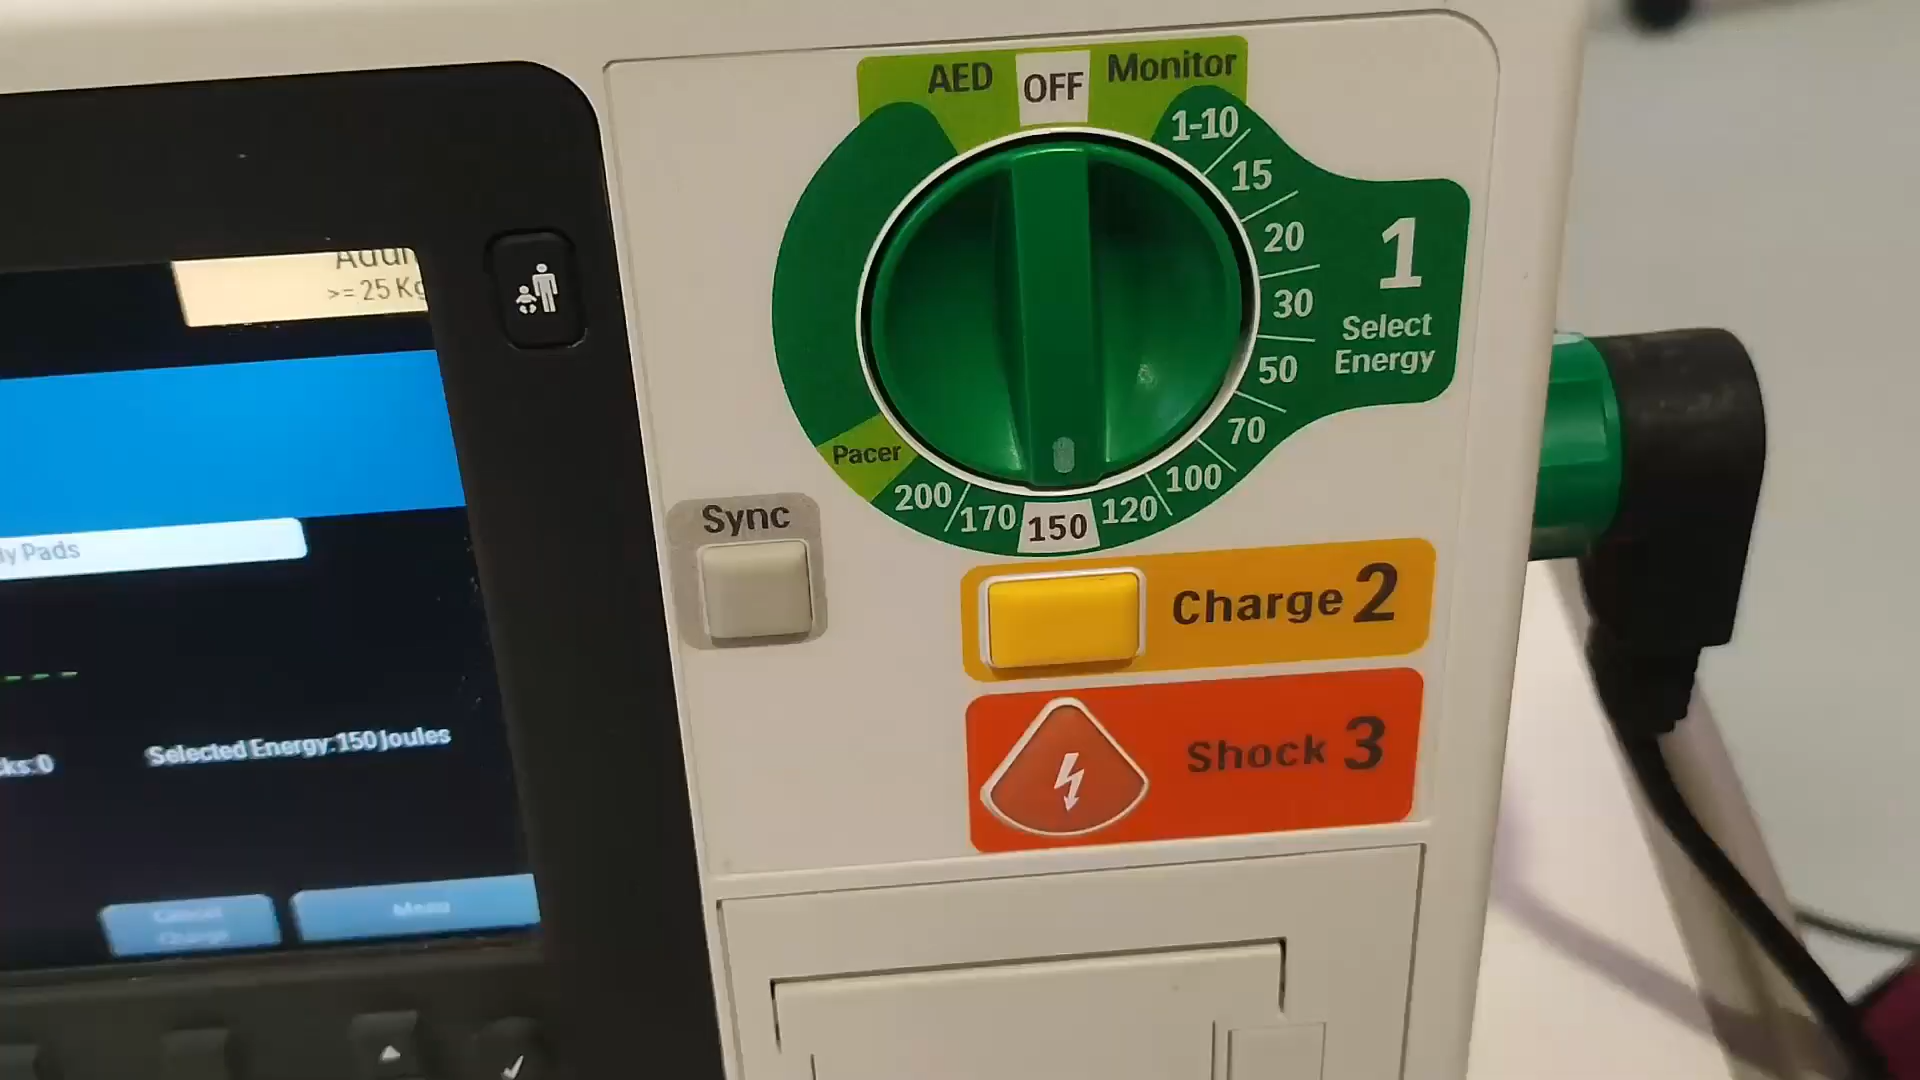 AED OFF Monitor
1-10
15
20
30
50
70
100
120
150
170
200
Pacer
1
Select
Energy
Sync
Charge 2
Shock 3
>= 25 Kg
Pads
Selected Energy:150 Joules
ks:0
Cancel
Charge
Menu